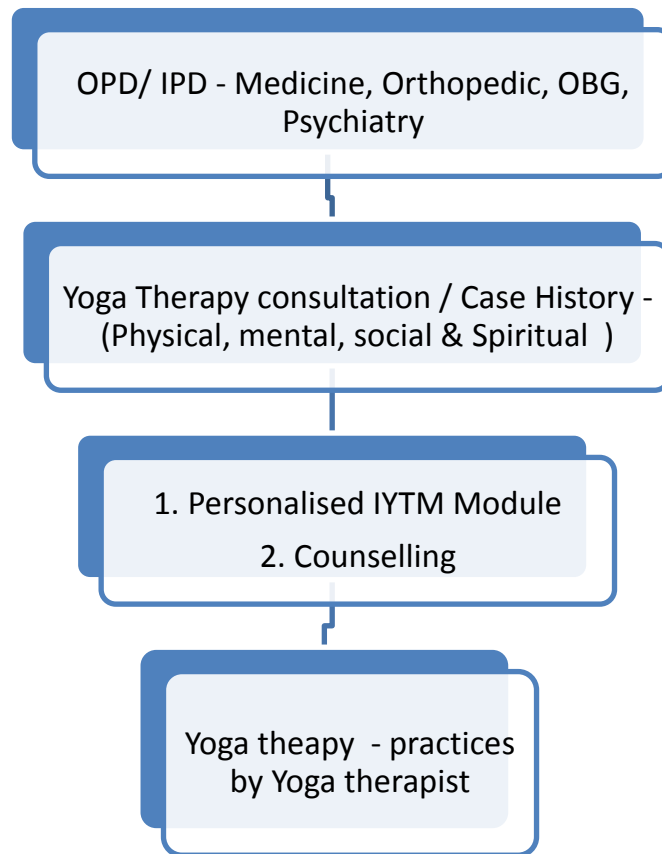 OPD/ IPD - Medicine, Orthopedic, OBG,
Psychiatry
Yoga Therapy consultation / Case History -
(Physical, mental, social & Spiritual )
1. Personalised IYTM Module
2. Counselling
Yoga theapy - practices
by Yoga therapist